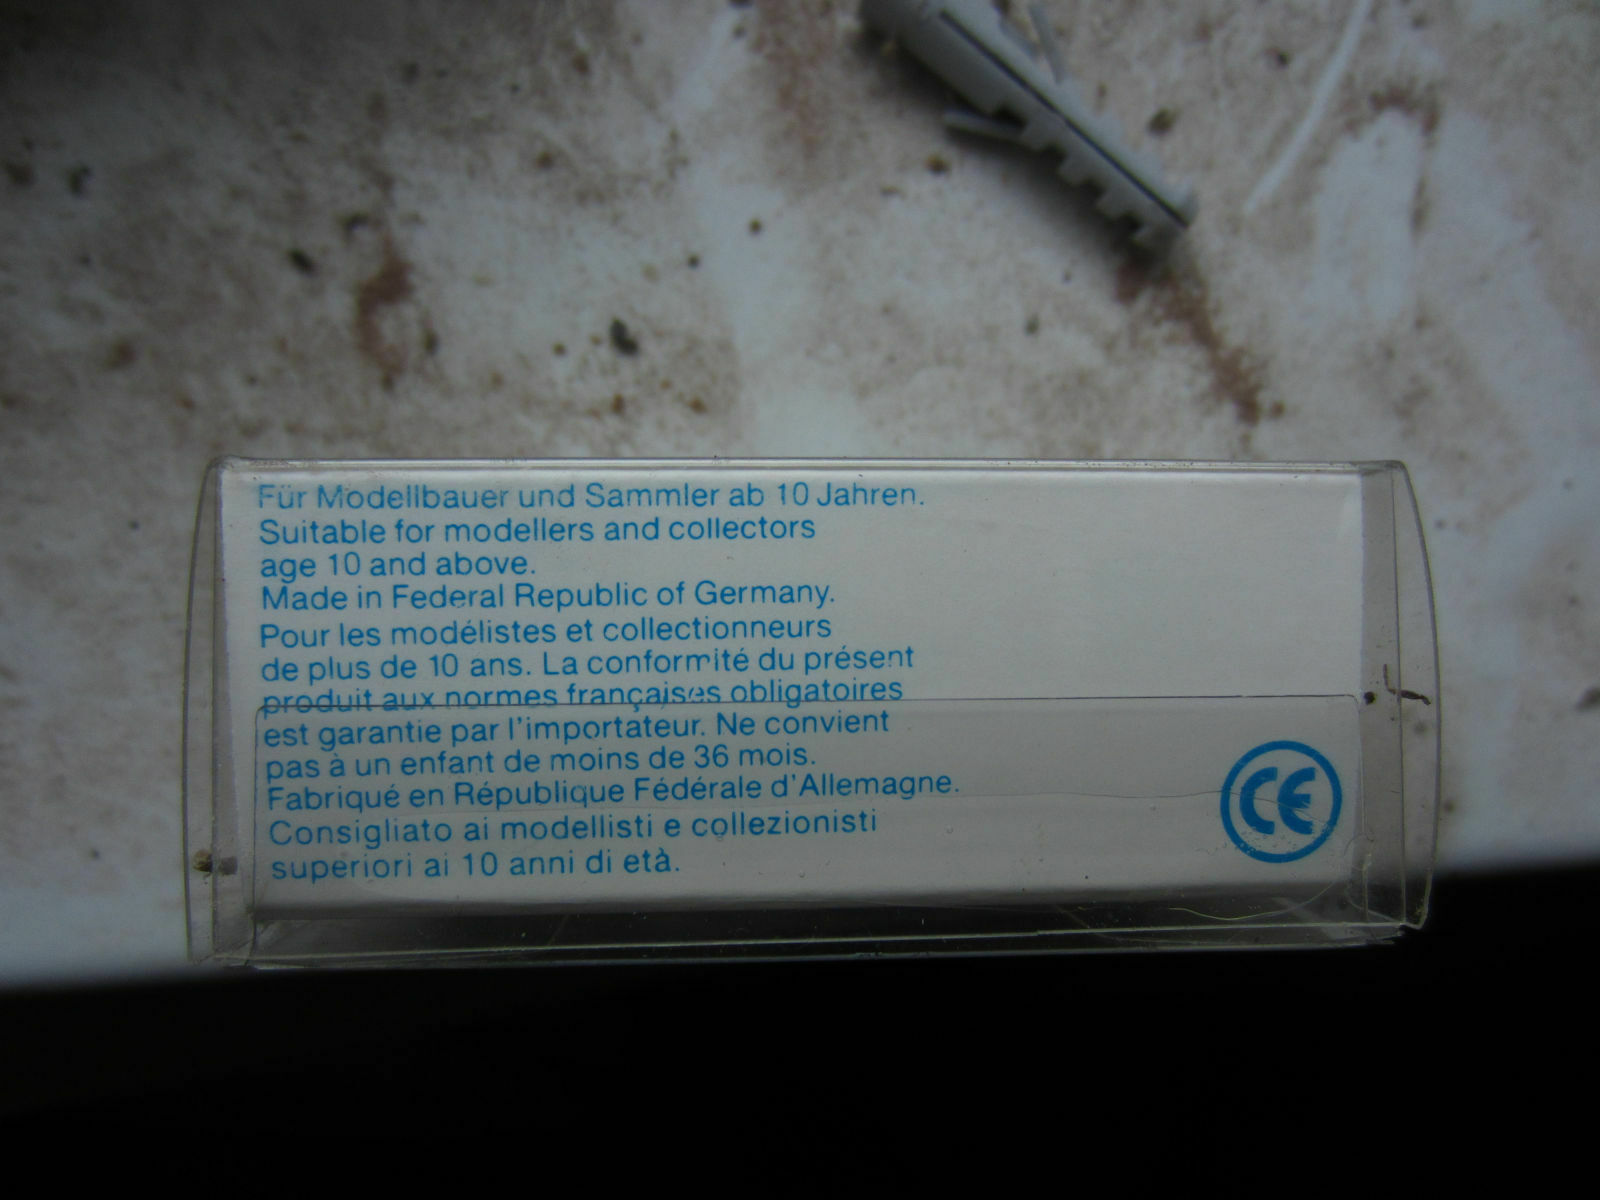 Für Modellbauer und Sammler ab 10 Jahren.
Suitable for modellers and collectors
age 10 and above.
Made in Federal Republic of Germany.
Pour les modélistes et collectionneurs
de plus de 10 ans. La conformité du présent
produit aux normes françaises obligatoires
est garantie par l'importateur. Ne convient
pas à un enfant de moins de 36 mois.
Fabriqué en République Fédérale d'Allemagne.
Consigliato ai modellisti e collezionisti
superiori ai 10 anni di età.
CE